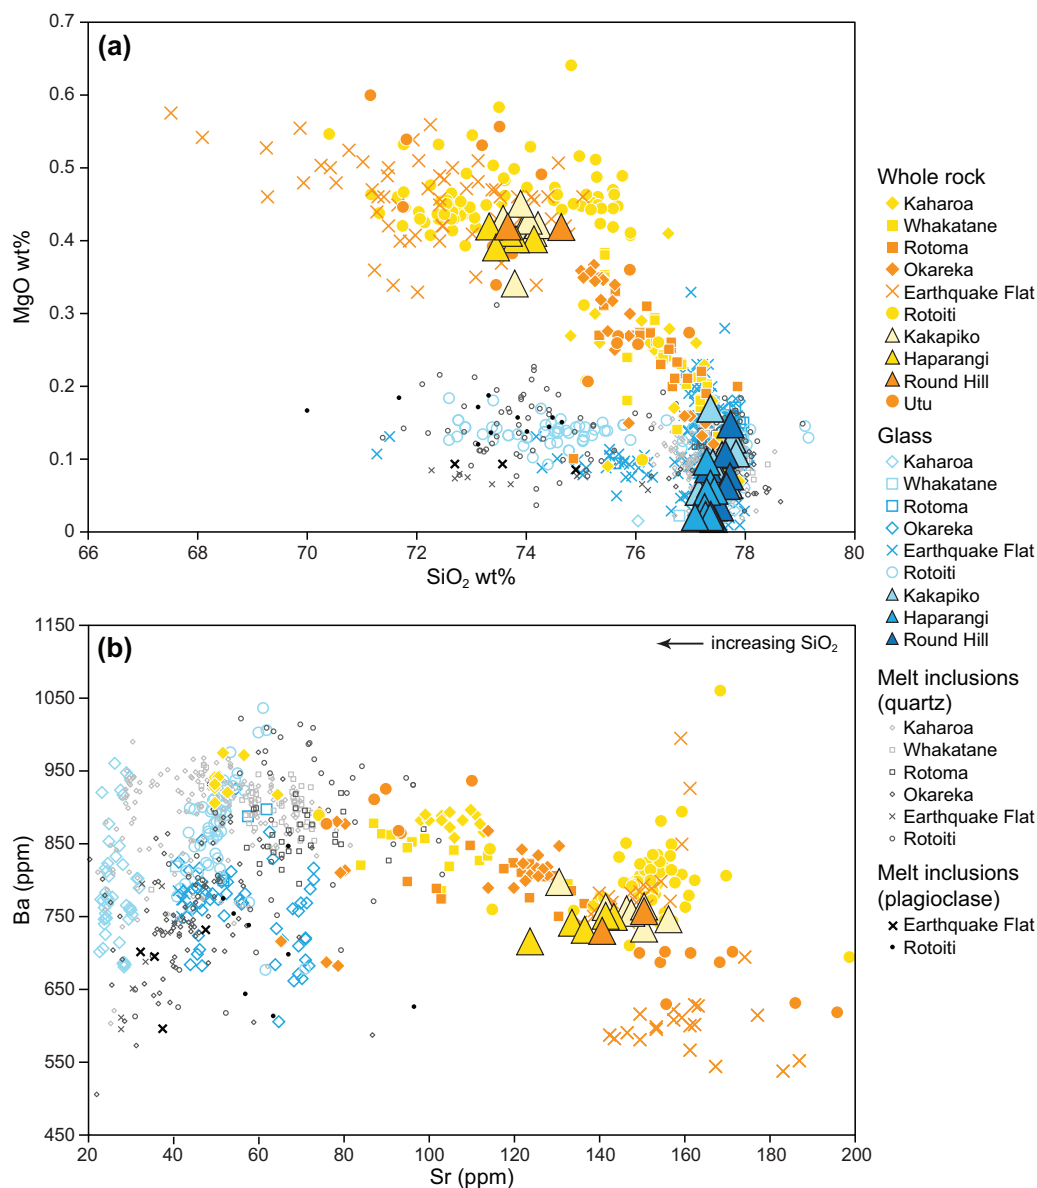 (a)
0.7
0.6
0.5
0.4
0.3
0.2
0.1
0
MgO wt%
66 68 70 72 74 76 78 80
SiO₂ wt%
Whole rock
Kaharoa
Whakatane
Rotoma
Okareka
Earthquake Flat
Rotoiti
Kakapiko
Haparangi
Round Hill
Utu
Glass
Kaharoa
Whakatane
Rotoma
Okareka
Earthquake Flat
Rotoiti
Kakapiko
Haparangi
Round Hill
Melt inclusions
(quartz)
Kaharoa
Whakatane
Rotoma
Okareka
Earthquake Flat
Rotoiti
Melt inclusions
(plagioclase)
Earthquake Flat
Rotoiti
(b)
increasing SiO₂
1150
1050
950
850
750
650
550
450
Ba (ppm)
20 40 60 80 100 120 140 160 180 200
Sr (ppm)